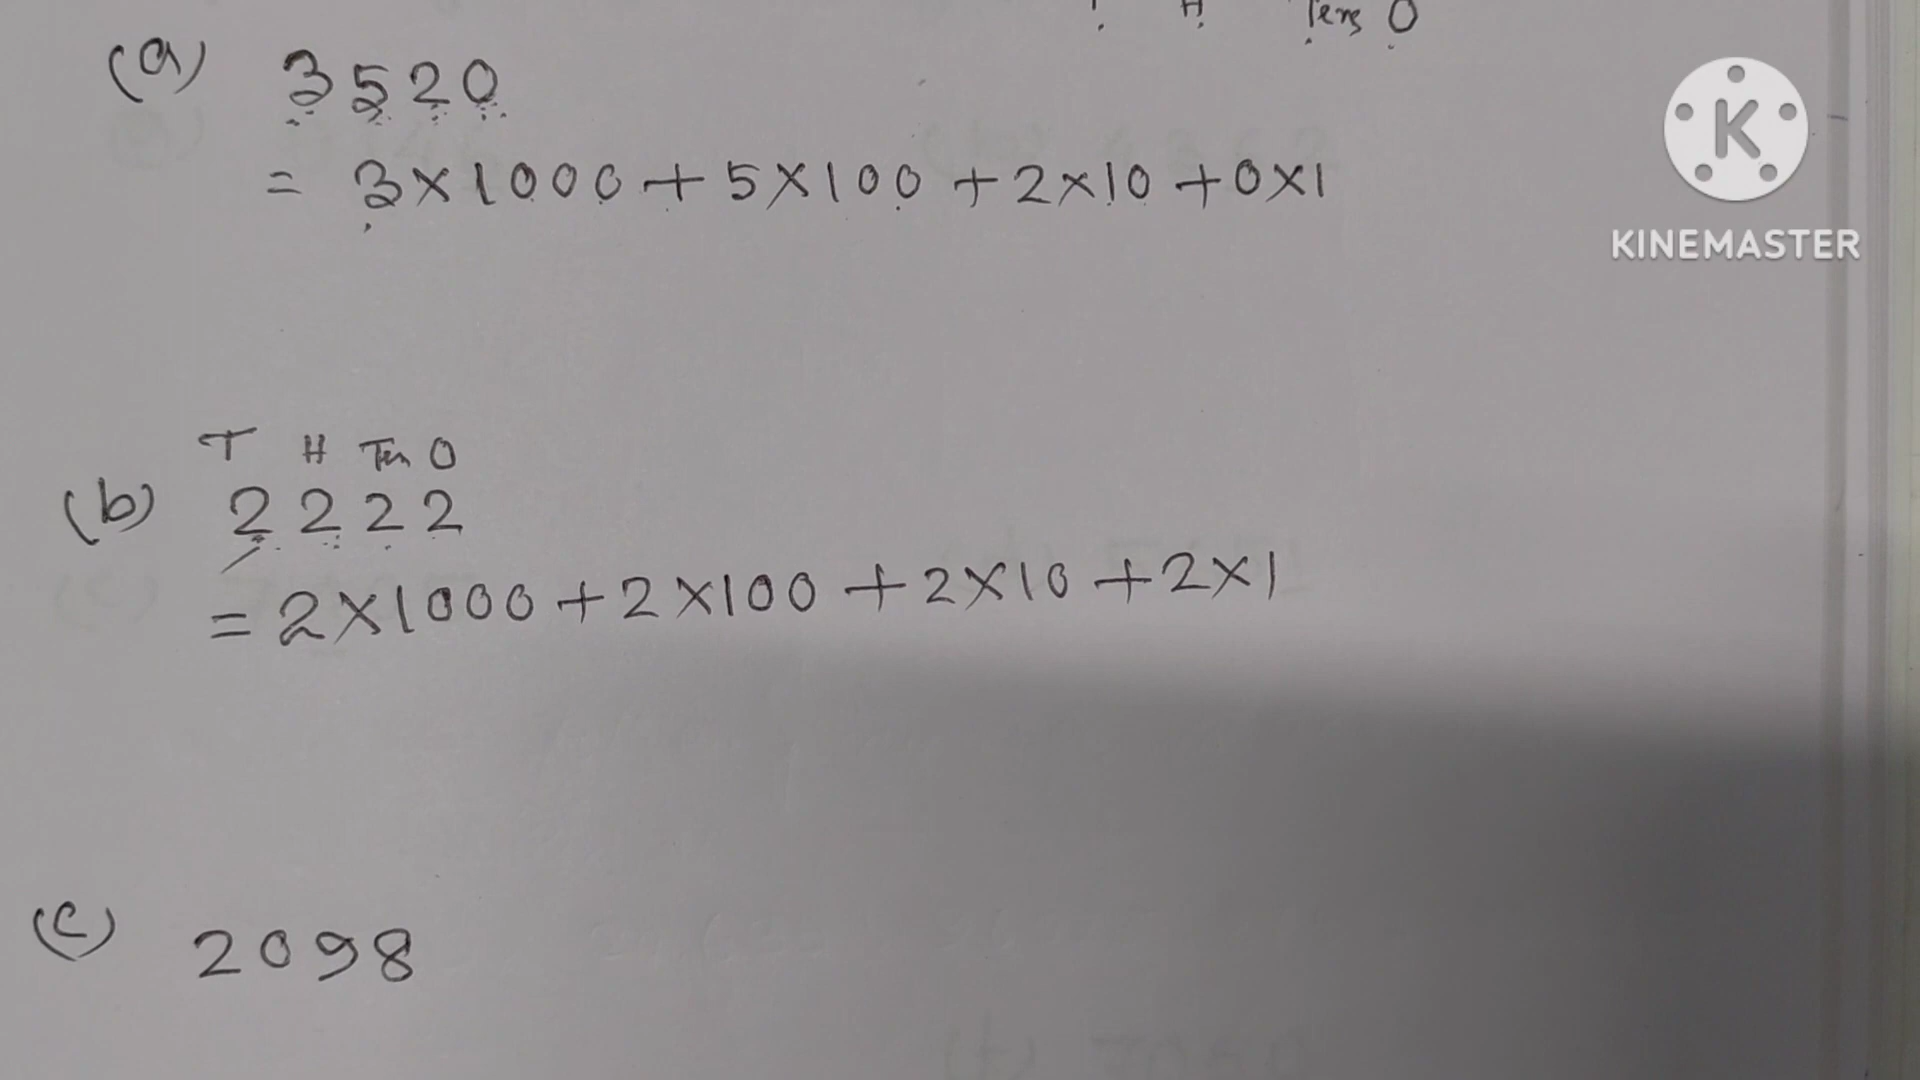 H Tens O
(a) 3520
= 3×1000+5×100+2×10+0×1
KINEMASTER
T H Ten O
(b) 2222
=2×1000+2×100+2×10+2×1
(c) 2098